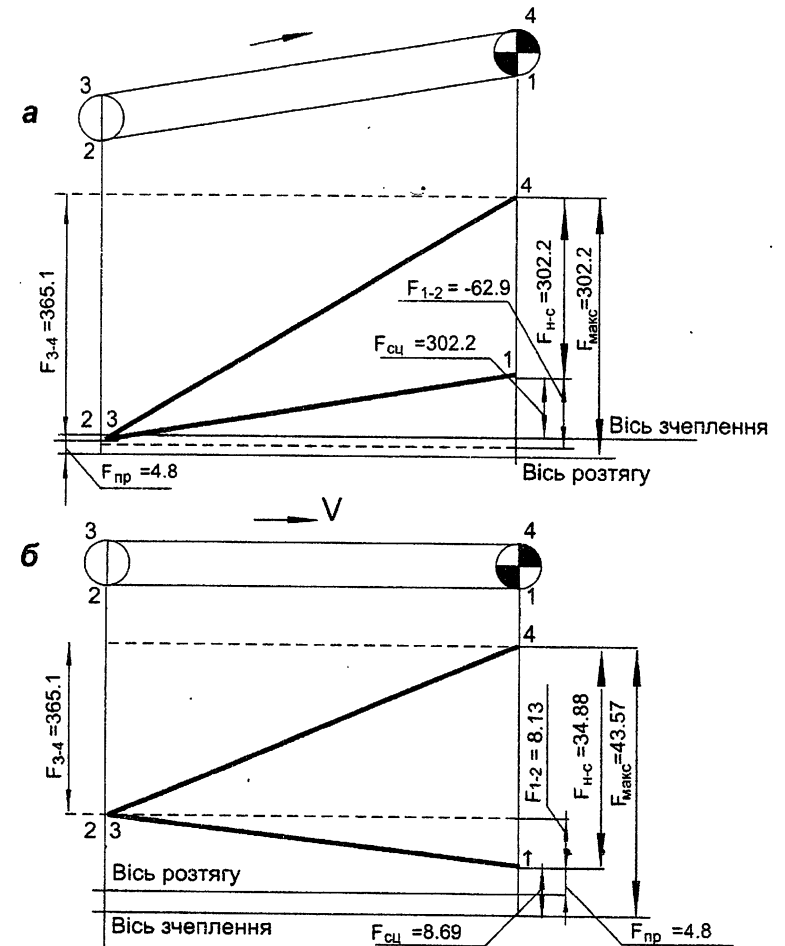 4
3
1
а
2
4
F3-4 =365.1
F1-2 = -62.9
Fн-с =302.2
Fмакс=302.2
Fсц =302.2
1
2 3
Вісь зчеплення
Fпр =4.8
Вісь розтягу
V
3
4
б
2
1
4
F3-4 =365.1
F1-2 = 8.13
Fн-с =34.88
Fмакс=43.57
2 3
1
Вісь розтягу
Вісь зчеплення
Fсц =8.69
Fпр =4.8